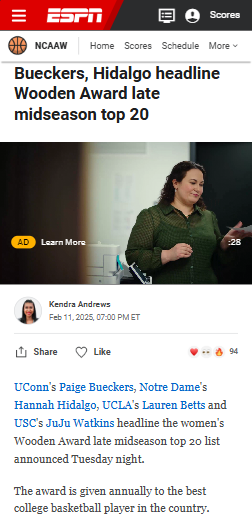 ESPN
Scores
NCAAW
Home Scores Schedule More
Bueckers, Hidalgo headline
Wooden Award late
midseason top 20
AD Learn More :28
Kendra Andrews
Feb 11, 2025, 07:00 PM ET
Share Like 94
UConn's Paige Bueckers, Notre Dame's
Hannah Hidalgo, UCLA's Lauren Betts and
USC's JuJu Watkins headline the women's
Wooden Award late midseason top 20 list
announced Tuesday night.
The award is given annually to the best
college basketball player in the country.